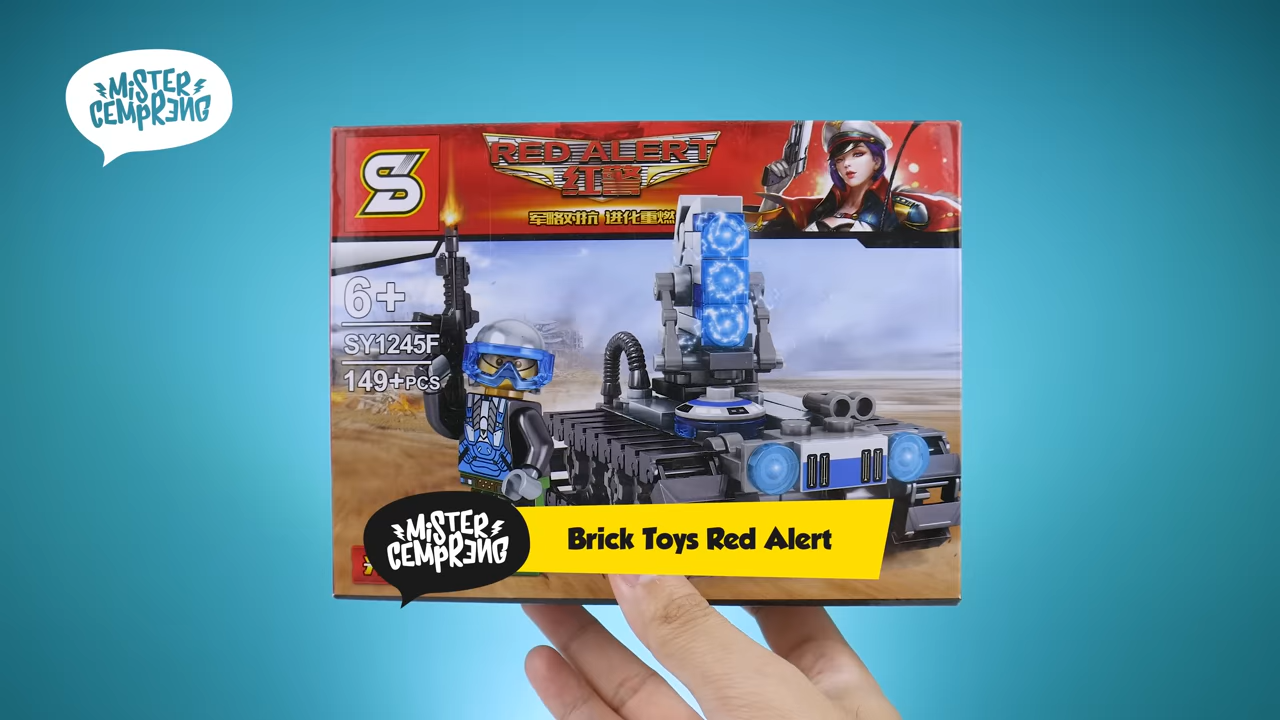 MiSTER
CEMPRENG
S
RED ALERT
红警
军略对抗 进化重燃
6+
SY1245F
149+PCS
MiSTER
CEMPRENG
Brick Toys Red Alert